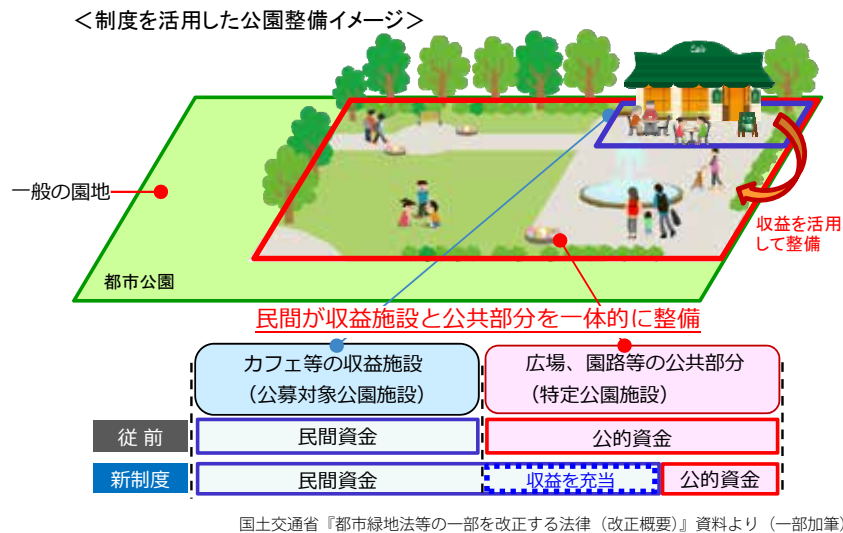 ＜制度を活用した公園整備イメージ＞
Cafe
一般の園地
収益を活用
して整備
都市公園
民間が収益施設と公共部分を一体的に整備
カフェ等の収益施設
（公募対象公園施設）
広場、園路等の公共部分
（特定公園施設）
従 前
民間資金
公的資金
新制度
民間資金
収益を充当
公的資金
国土交通省『都市緑地法等の一部を改正する法律（改正概要）』資料より（一部加筆）